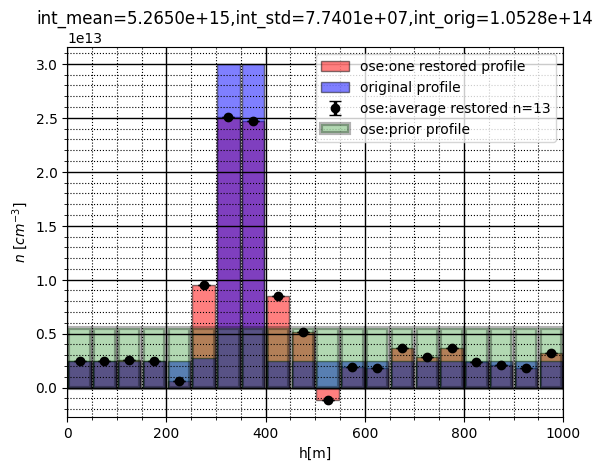 int_mean=5.2650e+15,int_std=7.7401e+07,int_orig=1.0528e+14
1e13
ose:one restored profile
original profile
ose:average restored n=13
ose:prior profile
3.0
2.5
2.0
1.5
1.0
0.5
0.0
n [cm⁻³]
0 200 400 600 800 1000
h[m]